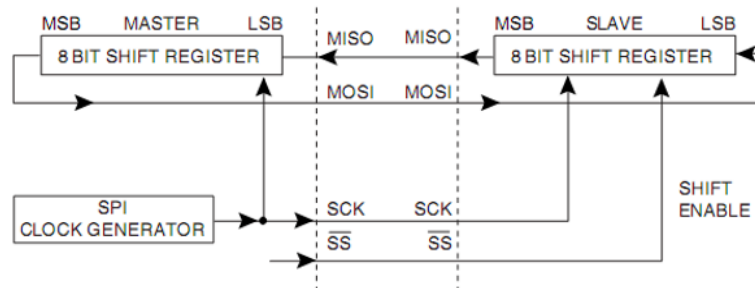 MSB MASTER LSB
MISO MISO
MSB SLAVE LSB
8 BIT SHIFT REGISTER
8 BIT SHIFT REGISTER
MOSI MOSI
SHIFT
ENABLE
SPI
CLOCK GENERATOR
SCK SCK
SS SS